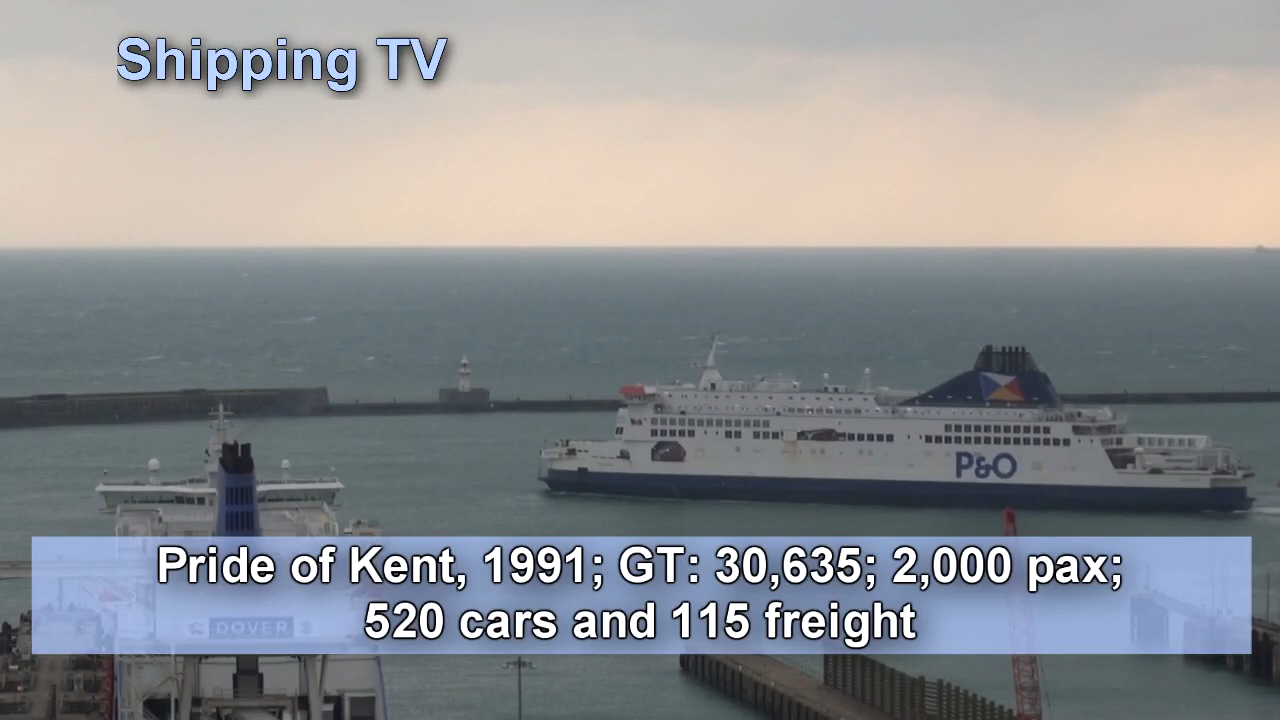 Shipping TV
P&O
Pride of Kent, 1991; GT: 30,635; 2,000 pax;
520 cars and 115 freight
DOVER